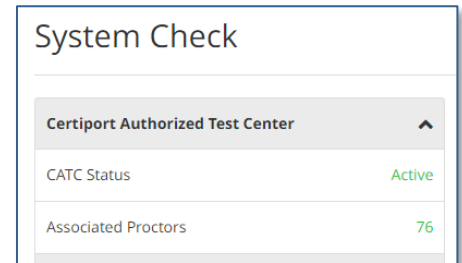 System Check
Certiport Authorized Test Center
CATC Status Active
Associated Proctors 76